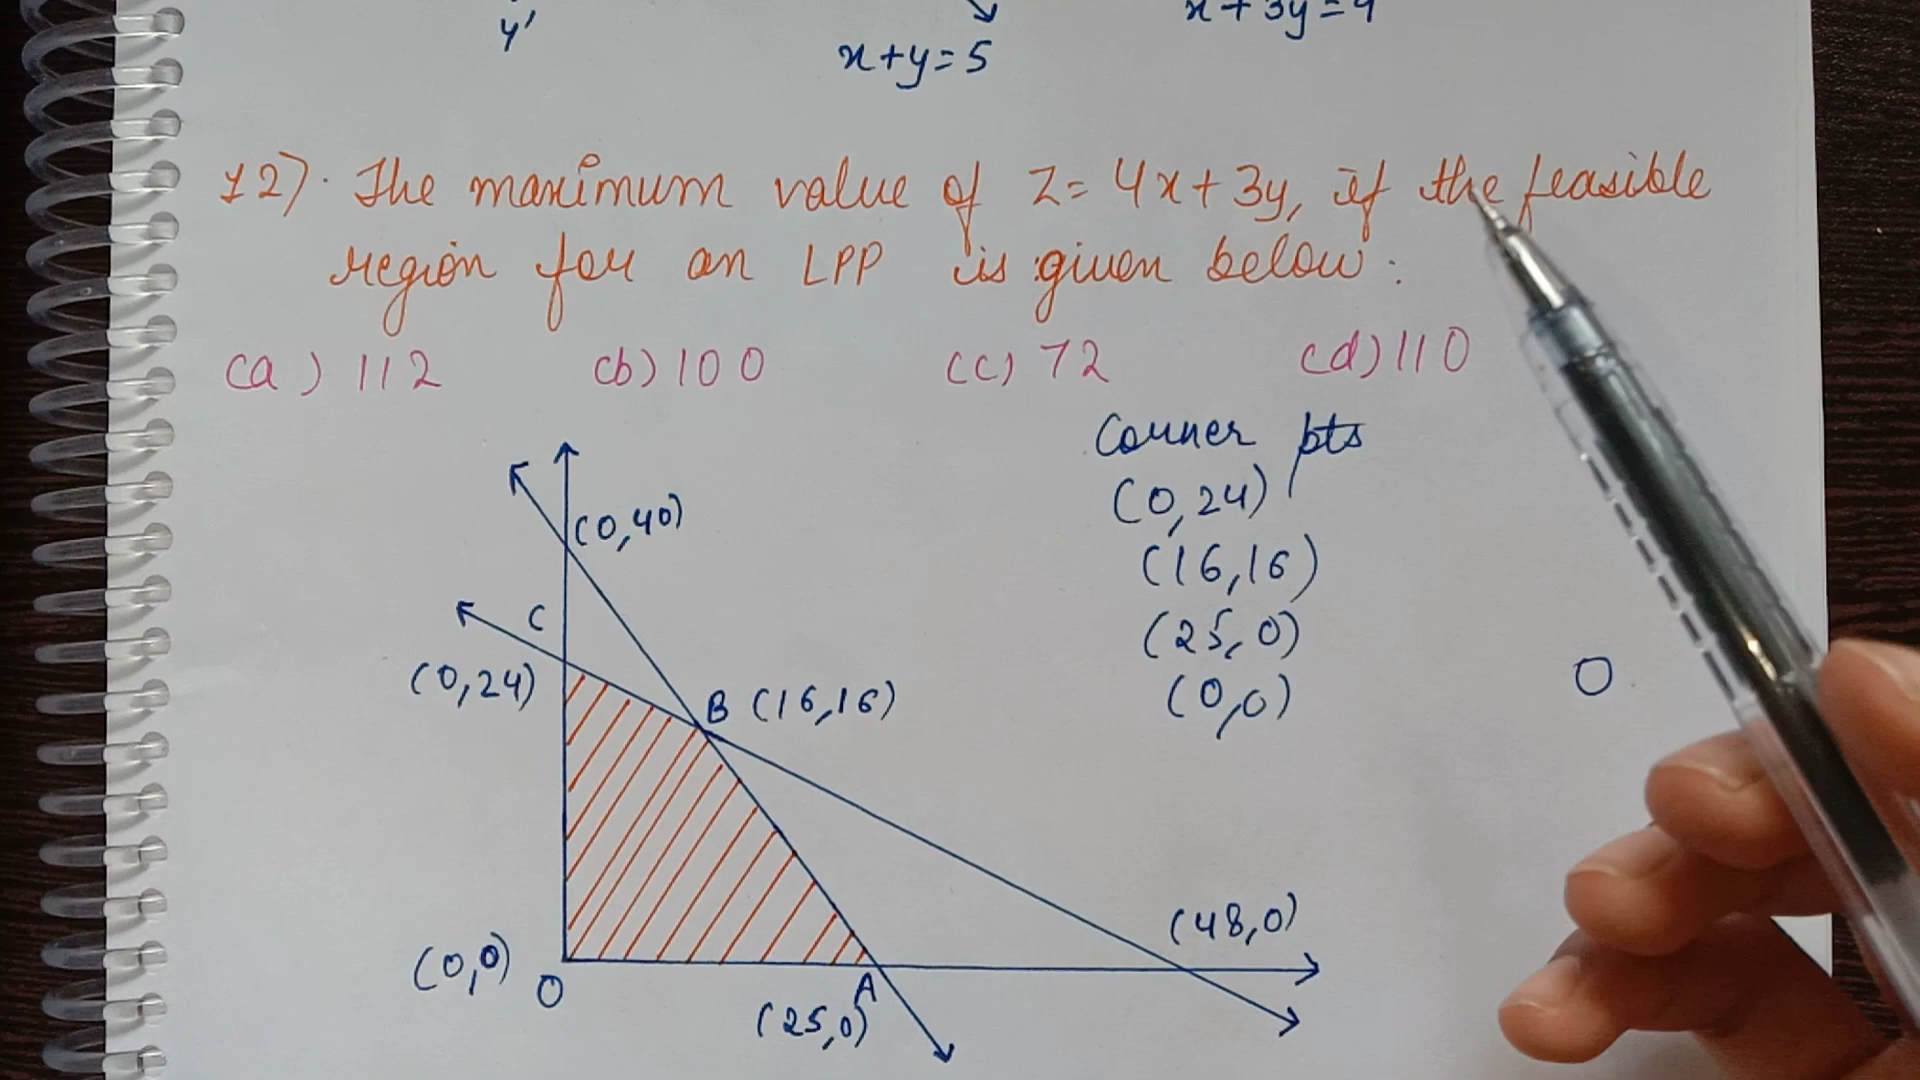 y'
x+y=5
x+3y=9
12). The maximum value of Z=4x+3y, if the feasible
region for an LPP is given below:
(a) 112 (b) 100 (c) 72 (d) 110
Corner pts
(0,24)
(16,16)
(25,0)
(0,0)
0
(0,40)
C
(0,24)
B (16,16)
(48,0)
(0,0)
O
A
(25,0)